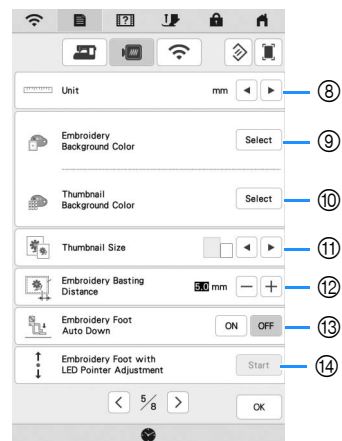 Unit
mm
⑧
Embroidery
Background Color
Select
⑨
Thumbnail
Background Color
Select
⑩
Thumbnail Size
⑪
Embroidery Basting
Distance
5.0 mm
⑫
Embroidery Foot
Auto Down
ON OFF
⑬
Embroidery Foot with
LED Pointer Adjustment
Start
⑭
< 5/8 >
OK